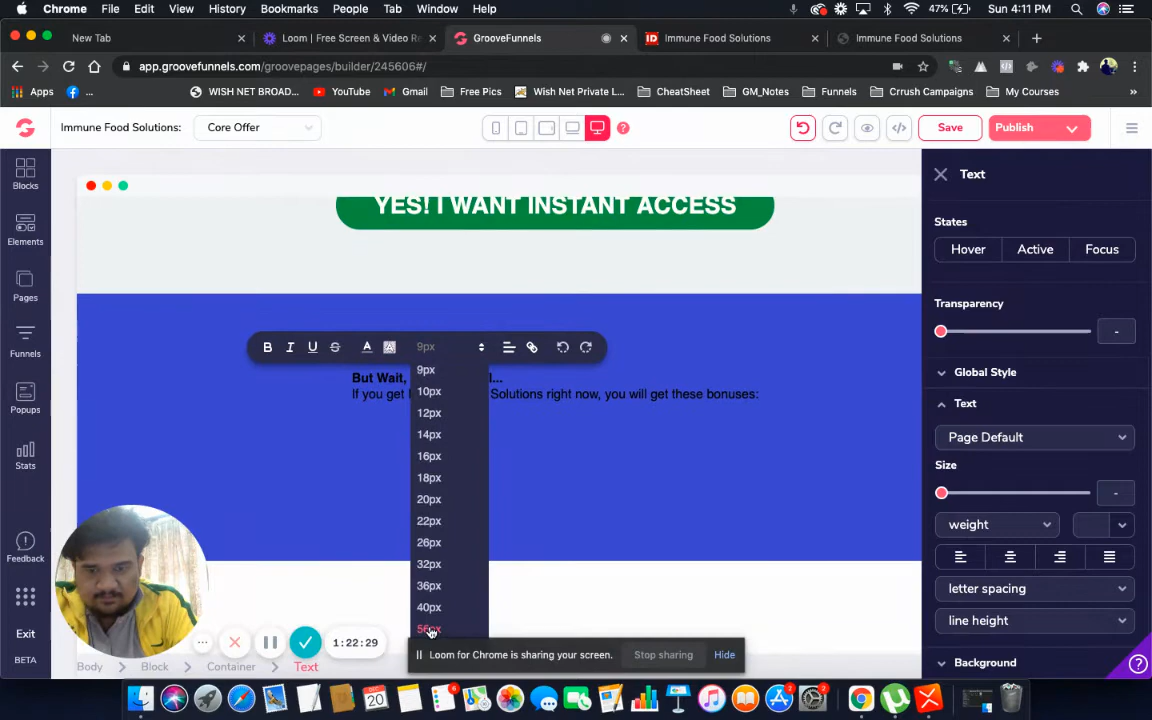 Chrome File Edit View History Bookmarks People Tab Window Help 47% Sun 4:11 PM
New Tab Loom | Free Screen & Video Re GrooveFunnels Immune Food Solutions Immune Food Solutions
app.groovefunnels.com/groovepages/builder/245606#/
Apps ... WISH NET BROAD... YouTube Gmail Free Pics Wish Net Private L... CheatSheet GM_Notes Funnels Crrush Campaigns My Courses »
Immune Food Solutions: Core Offer Save Publish
Blocks
Elements
Pages
Funnels
Popups
Stats
Feedback
Exit
BETA
YES! I WANT INSTANT ACCESS
B I U S A A 9px
But Wait, l...
If you get Solutions right now, you will get these bonuses:
9px
10px
12px
14px
16px
18px
20px
22px
26px
32px
36px
40px
56px
1:22:29
Loom for Chrome is sharing your screen. Stop sharing Hide
Body Block Container Text
Text
States
Hover Active Focus
Transparency
-
Global Style
Text
Page Default
Size
-
weight
letter spacing
line height
Background
DEC
20
6
2
2